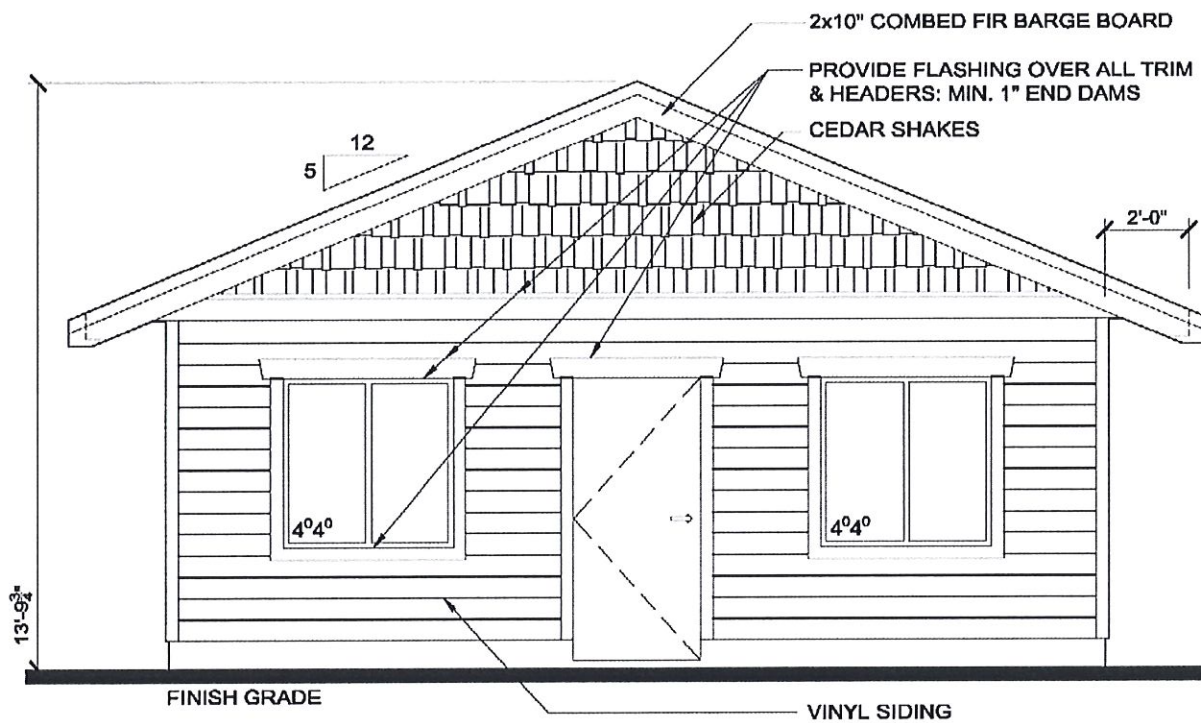 2x10" COMBED FIR BARGE BOARD
PROVIDE FLASHING OVER ALL TRIM
& HEADERS: MIN. 1" END DAMS
CEDAR SHAKES
12
5
2'-0"
4⁰4⁰
4⁰4⁰
13'-9¾"
FINISH GRADE
VINYL SIDING